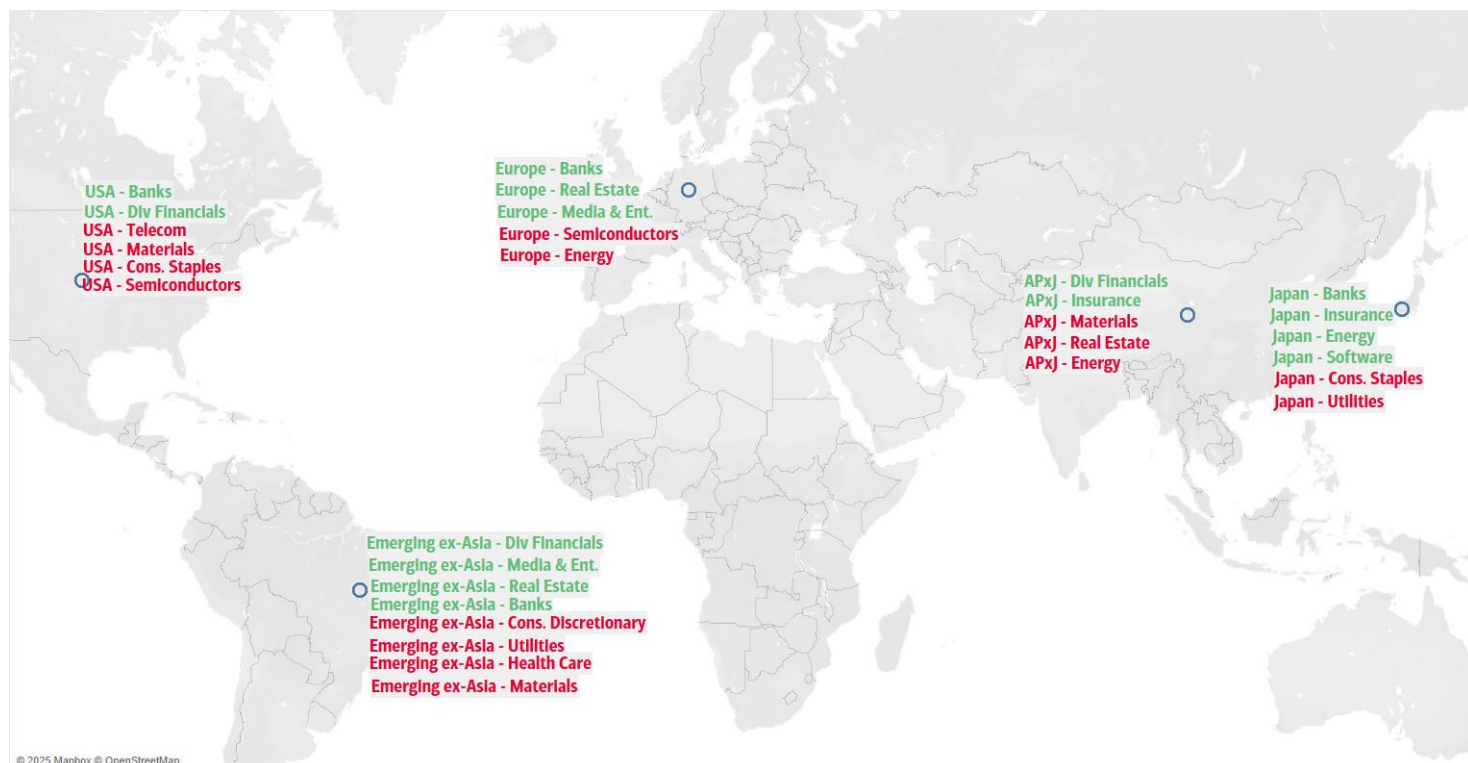 USA - Banks
USA - Div Financials
USA - Telecom
USA - Materials
USA - Cons. Staples
USA - Semiconductors
Europe - Banks
Europe - Real Estate
Europe - Media & Ent.
Europe - Semiconductors
Europe - Energy
APxJ - Div Financials
APxJ - Insurance
APxJ - Materials
APxJ - Real Estate
APxJ - Energy
Japan - Banks
Japan - Insurance
Japan - Energy
Japan - Software
Japan - Cons. Staples
Japan - Utilities
Emerging ex-Asia - Div Financials
Emerging ex-Asia - Media & Ent.
Emerging ex-Asia - Real Estate
Emerging ex-Asia - Banks
Emerging ex-Asia - Cons. Discretionary
Emerging ex-Asia - Utilities
Emerging ex-Asia - Health Care
Emerging ex-Asia - Materials
© 2025 Mapbox © OpenStreetMap